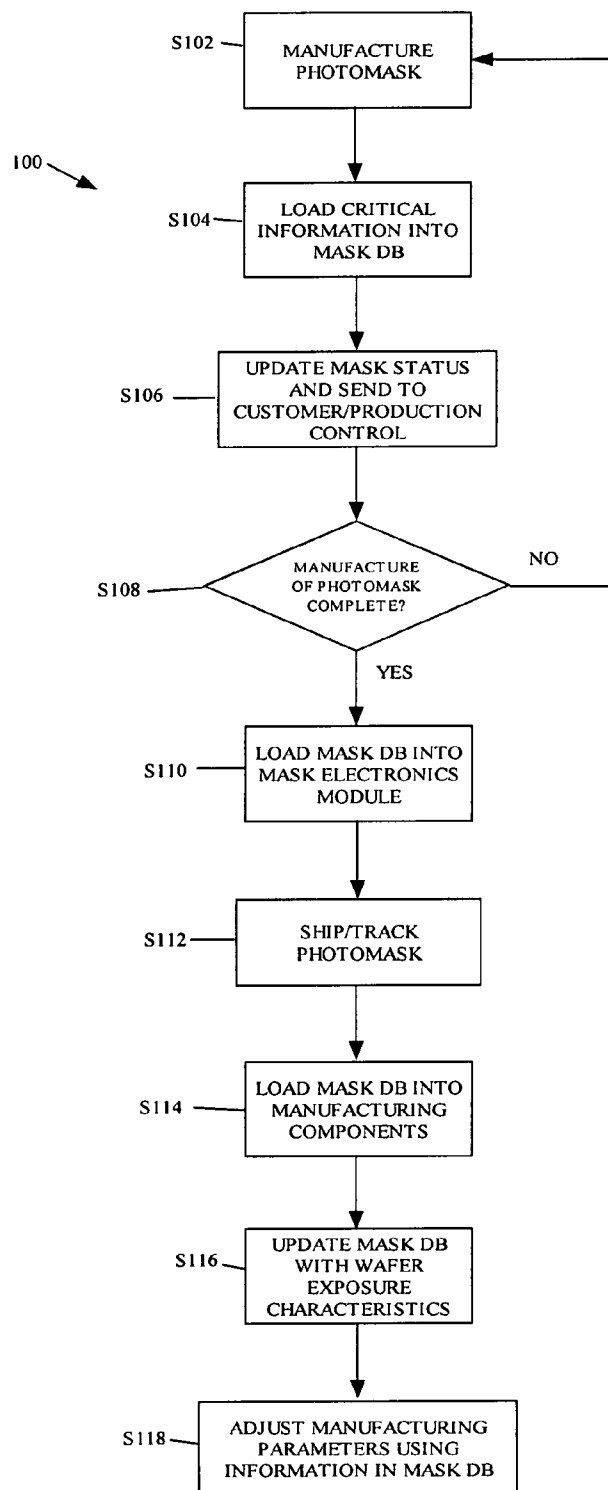 S102
MANUFACTURE
PHOTOMASK
100
S104
LOAD CRITICAL
INFORMATION INTO
MASK DB
S106
UPDATE MASK STATUS
AND SEND TO
CUSTOMER/PRODUCTION
CONTROL
S108
MANUFACTURE
OF PHOTOMASK
COMPLETE?
NO
YES
S110
LOAD MASK DB INTO
MASK ELECTRONICS
MODULE
S112
SHIP/TRACK
PHOTOMASK
S114
LOAD MASK DB INTO
MANUFACTURING
COMPONENTS
S116
UPDATE MASK DB
WITH WAFER
EXPOSURE
CHARACTERISTICS
S118
ADJUST MANUFACTURING
PARAMETERS USING
INFORMATION IN MASK DB